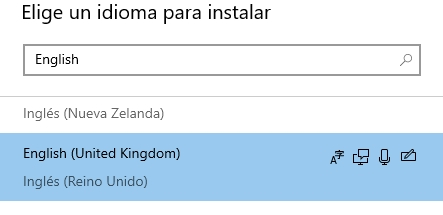 Elige un idioma para instalar
English
Inglés (Nueva Zelanda)
English (United Kingdom)
Inglés (Reino Unido)